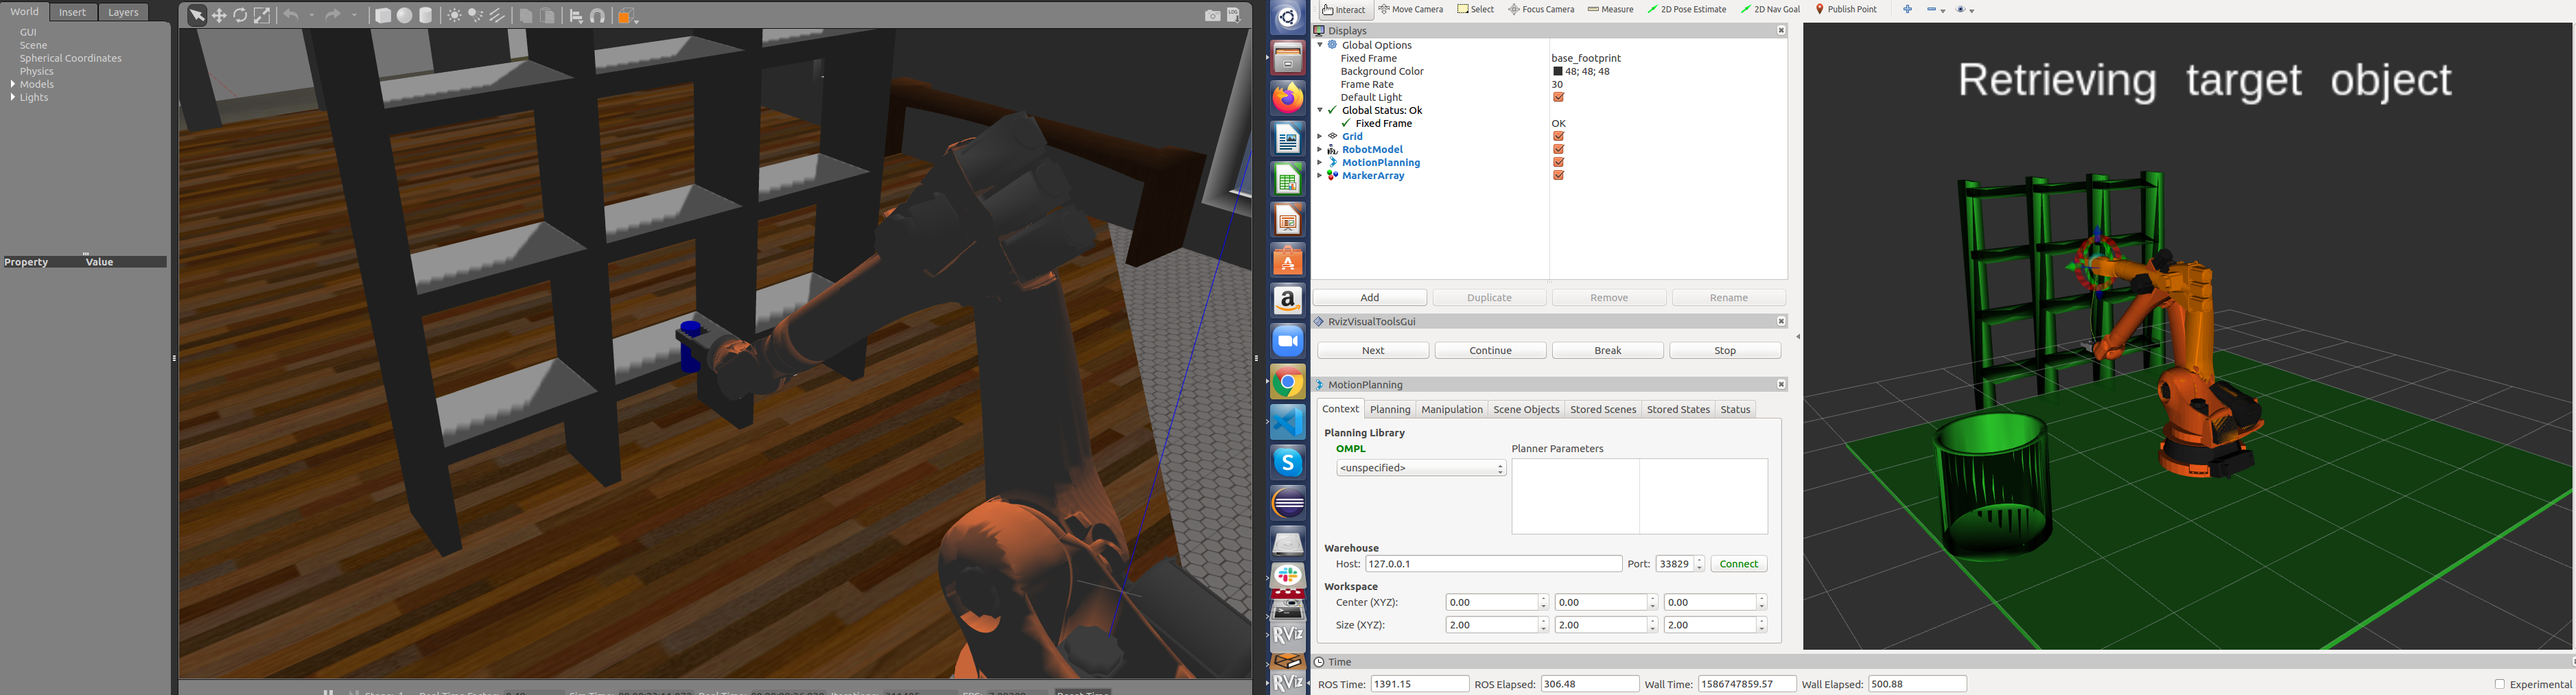 World Insert Layers
GUI
Scene
Spherical Coordinates
Physics
Models
Lights
Property Value
LOG
Interact Move Camera Select Focus Camera Measure 2D Pose Estimate 2D Nav Goal Publish Point
Displays
Global Options
Fixed Frame base_footprint
Background Color 48; 48; 48
Frame Rate 30
Default Light
Global Status: Ok
Fixed Frame OK
Grid
RobotModel
MotionPlanning
MarkerArray
Add Duplicate Remove Rename
RvizVisualToolsGui
Next Continue Break Stop
MotionPlanning
Context Planning Manipulation Scene Objects Stored Scenes Stored States Status
Planning Library
OMPL Planner Parameters
<unspecified>
Warehouse
Host: 127.0.0.1 Port: 33829 Connect
Workspace
Center (XYZ): 0.00 0.00 0.00
Size (XYZ): 2.00 2.00 2.00
Time
ROS Time: 1391.15 ROS Elapsed: 306.48 Wall Time: 1586747859.57 Wall Elapsed: 500.88 Experimental
Retrieving target object
a
S
RViz
RViz